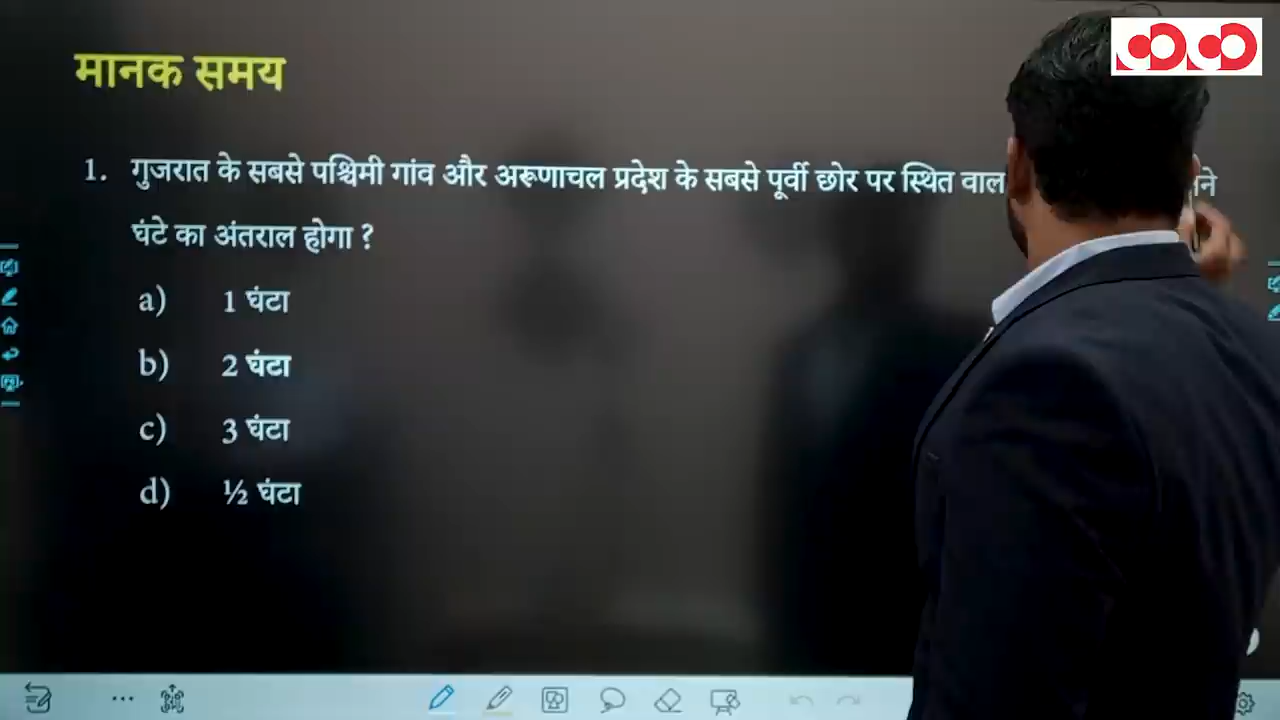 मानक समय
1. गुजरात के सबसे पश्चिमी गांव और अरूणाचल प्रदेश के सबसे पूर्वी छोर पर स्थित
घंटे का अंतराल होगा ?
a) 1 घंटा
b) 2 घंटा
c) 3 घंटा
d) ½ घंटा